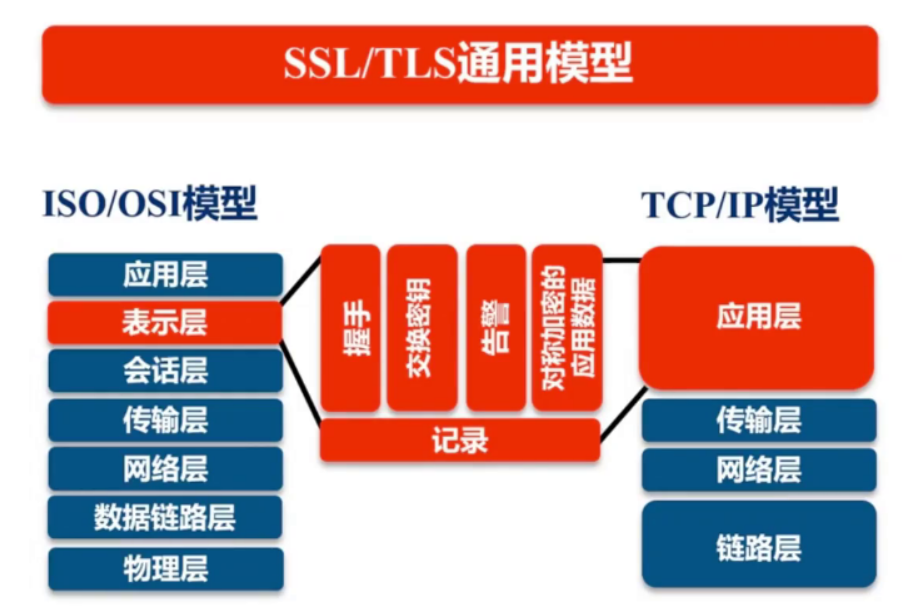 SSL/TLS通用模型
ISO/OSI模型
应用层
表示层
会话层
传输层
网络层
数据链路层
物理层
握手
交换密钥
告警
对称加密的
应用数据
记录
TCP/IP模型
应用层
传输层
网络层
链路层